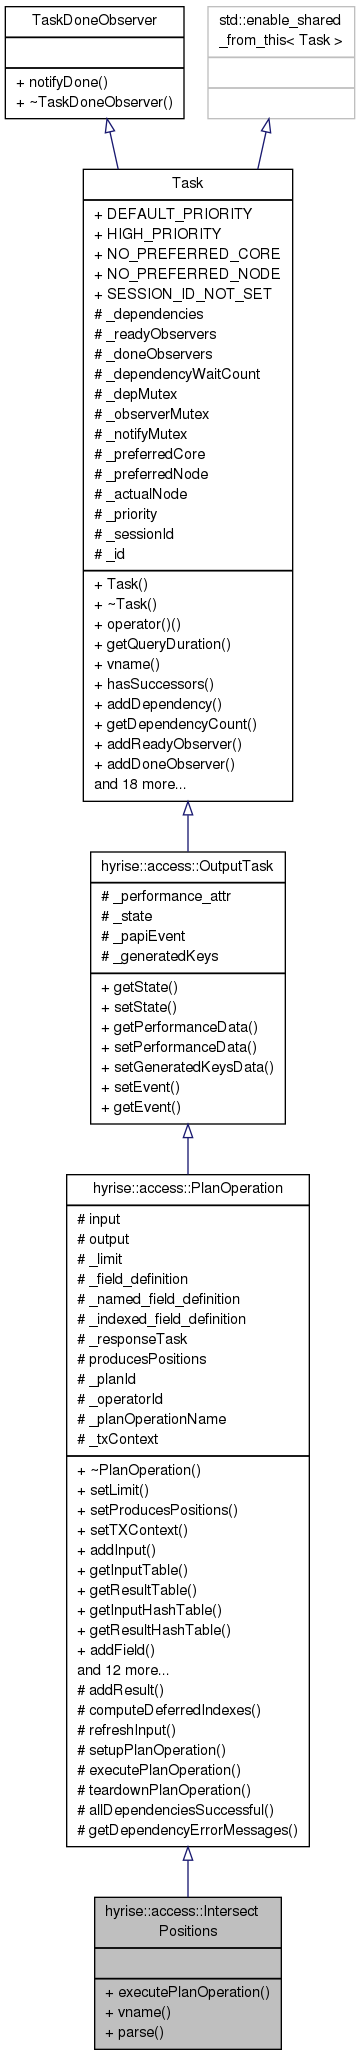 TaskDoneObserver
+ notifyDone()
+ ~TaskDoneObserver()
std::enable_shared
_from_this< Task >
Task
+ DEFAULT_PRIORITY
+ HIGH_PRIORITY
+ NO_PREFERRED_CORE
+ NO_PREFERRED_NODE
+ SESSION_ID_NOT_SET
# _dependencies
# _readyObservers
# _doneObservers
# _dependencyWaitCount
# _depMutex
# _observerMutex
# _notifyMutex
# _preferredCore
# _preferredNode
# _actualNode
# _priority
# _sessionId
# _id
+ Task()
+ ~Task()
+ operator()()
+ getQueryDuration()
+ vname()
+ hasSuccessors()
+ addDependency()
+ getDependencyCount()
+ addReadyObserver()
+ addDoneObserver()
and 18 more...
hyrise::access::OutputTask
# _performance_attr
# _state
# _papiEvent
# _generatedKeys
+ getState()
+ setState()
+ getPerformanceData()
+ setPerformanceData()
+ setGeneratedKeysData()
+ setEvent()
+ getEvent()
hyrise::access::PlanOperation
# input
# output
# _limit
# _field_definition
# _named_field_definition
# _indexed_field_definition
# _responseTask
# producesPositions
# _planId
# _operatorId
# _planOperationName
# _txContext
+ ~PlanOperation()
+ setLimit()
+ setProducesPositions()
+ setTXContext()
+ addInput()
+ getInputTable()
+ getResultTable()
+ getInputHashTable()
+ getResultHashTable()
+ addField()
and 12 more...
# addResult()
# computeDeferredIndexes()
# refreshInput()
# setupPlanOperation()
# executePlanOperation()
# teardownPlanOperation()
# allDependenciesSuccessful()
# getDependencyErrorMessages()
hyrise::access::Intersect
Positions
+ executePlanOperation()
+ vname()
+ parse()